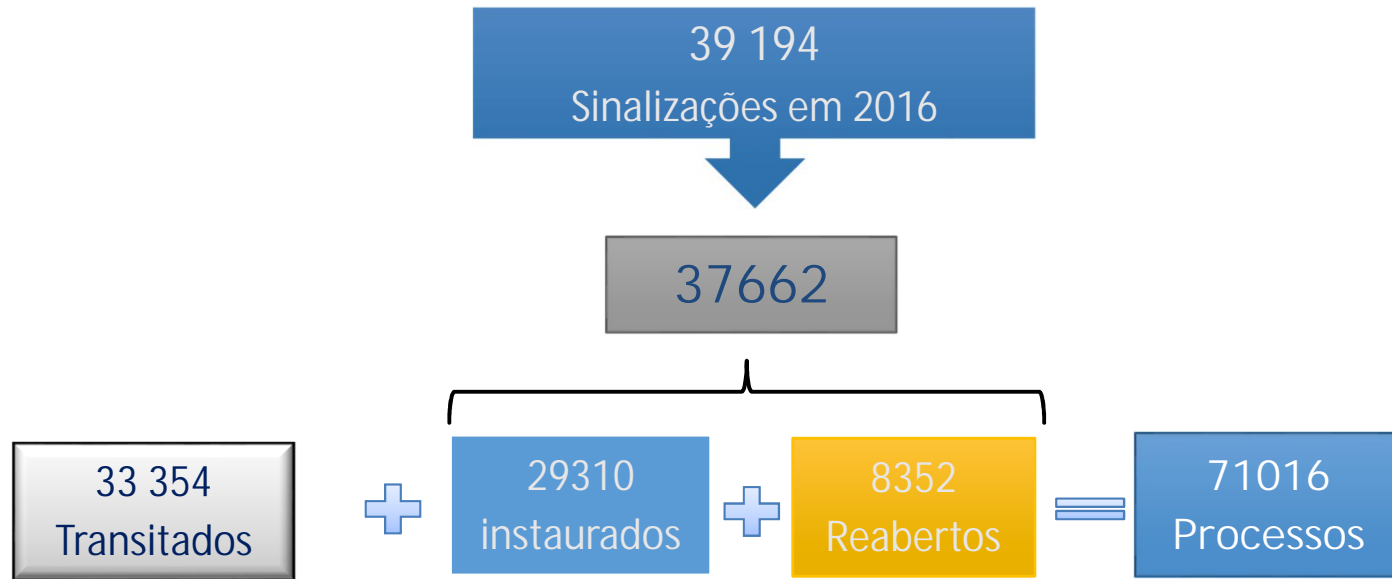 39 194
Sinalizações em 2016
37662
33 354
Transitados
29310
instaurados
8352
Reabertos
71016
Processos